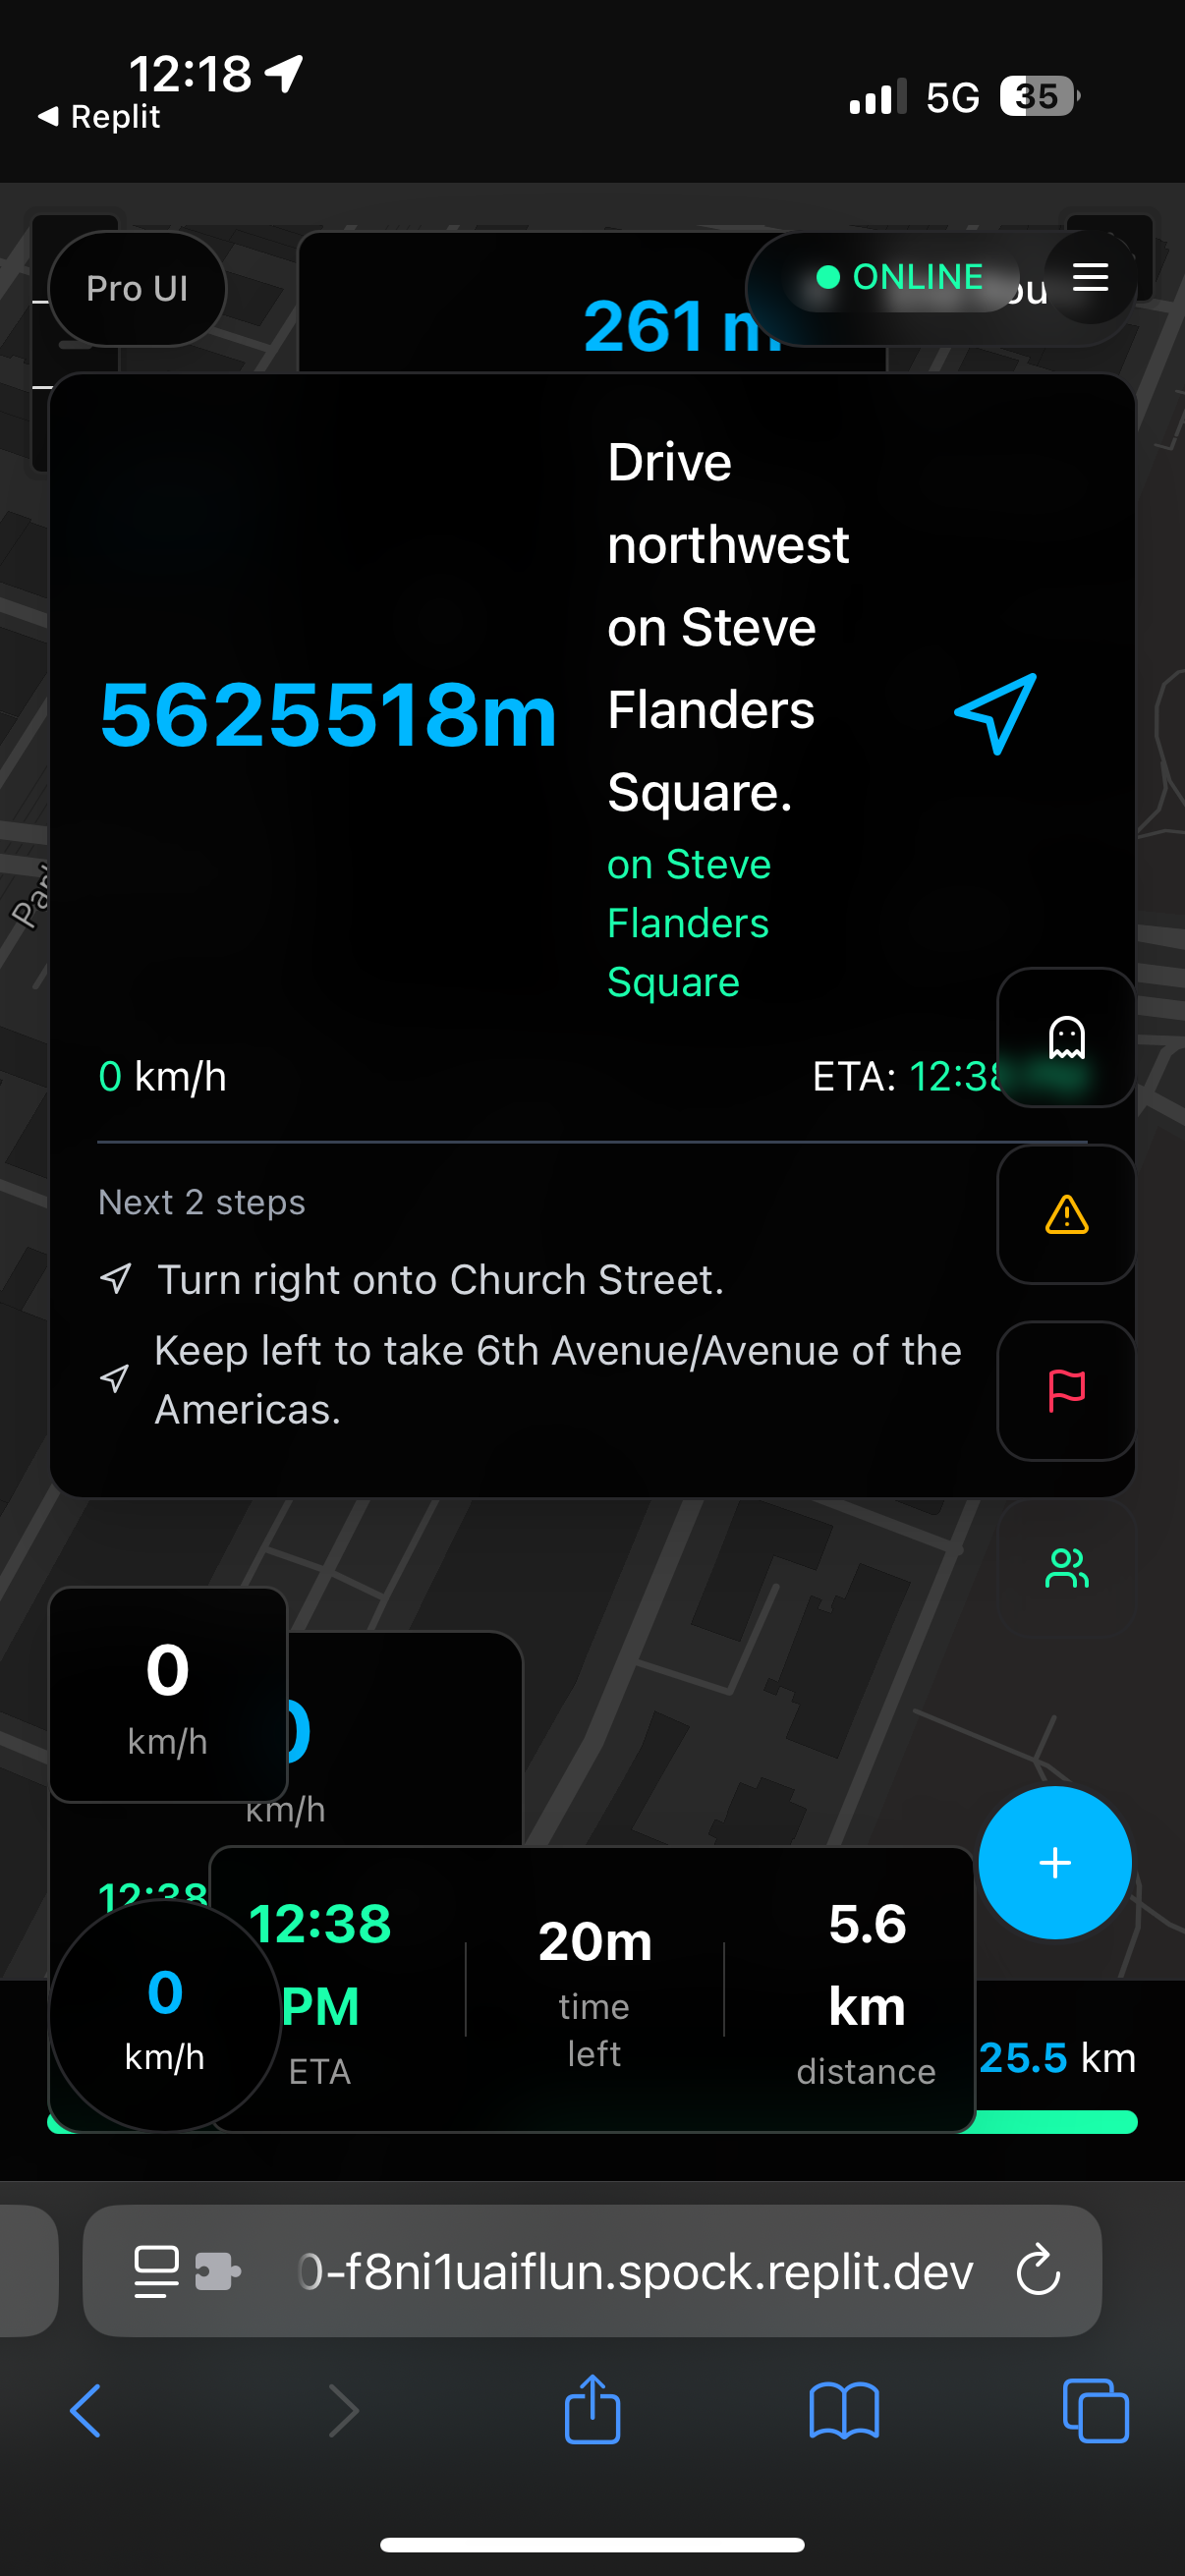 12:18
Replit
5G
35
Pro UI
261 m
ONLINE
Drive
northwest
on Steve
Flanders
Square.
5625518m
on Steve
Flanders
Square
0 km/h
ETA: 12:38
Next 2 steps
Turn right onto Church Street.
Keep left to take 6th Avenue/Avenue of the
Americas.
0
km/h
0
km/h
12:38
12:38
PM
ETA
20m
time
left
5.6
km
distance
0
km/h
25.5 km
0-f8ni1uaiflun.spock.replit.dev